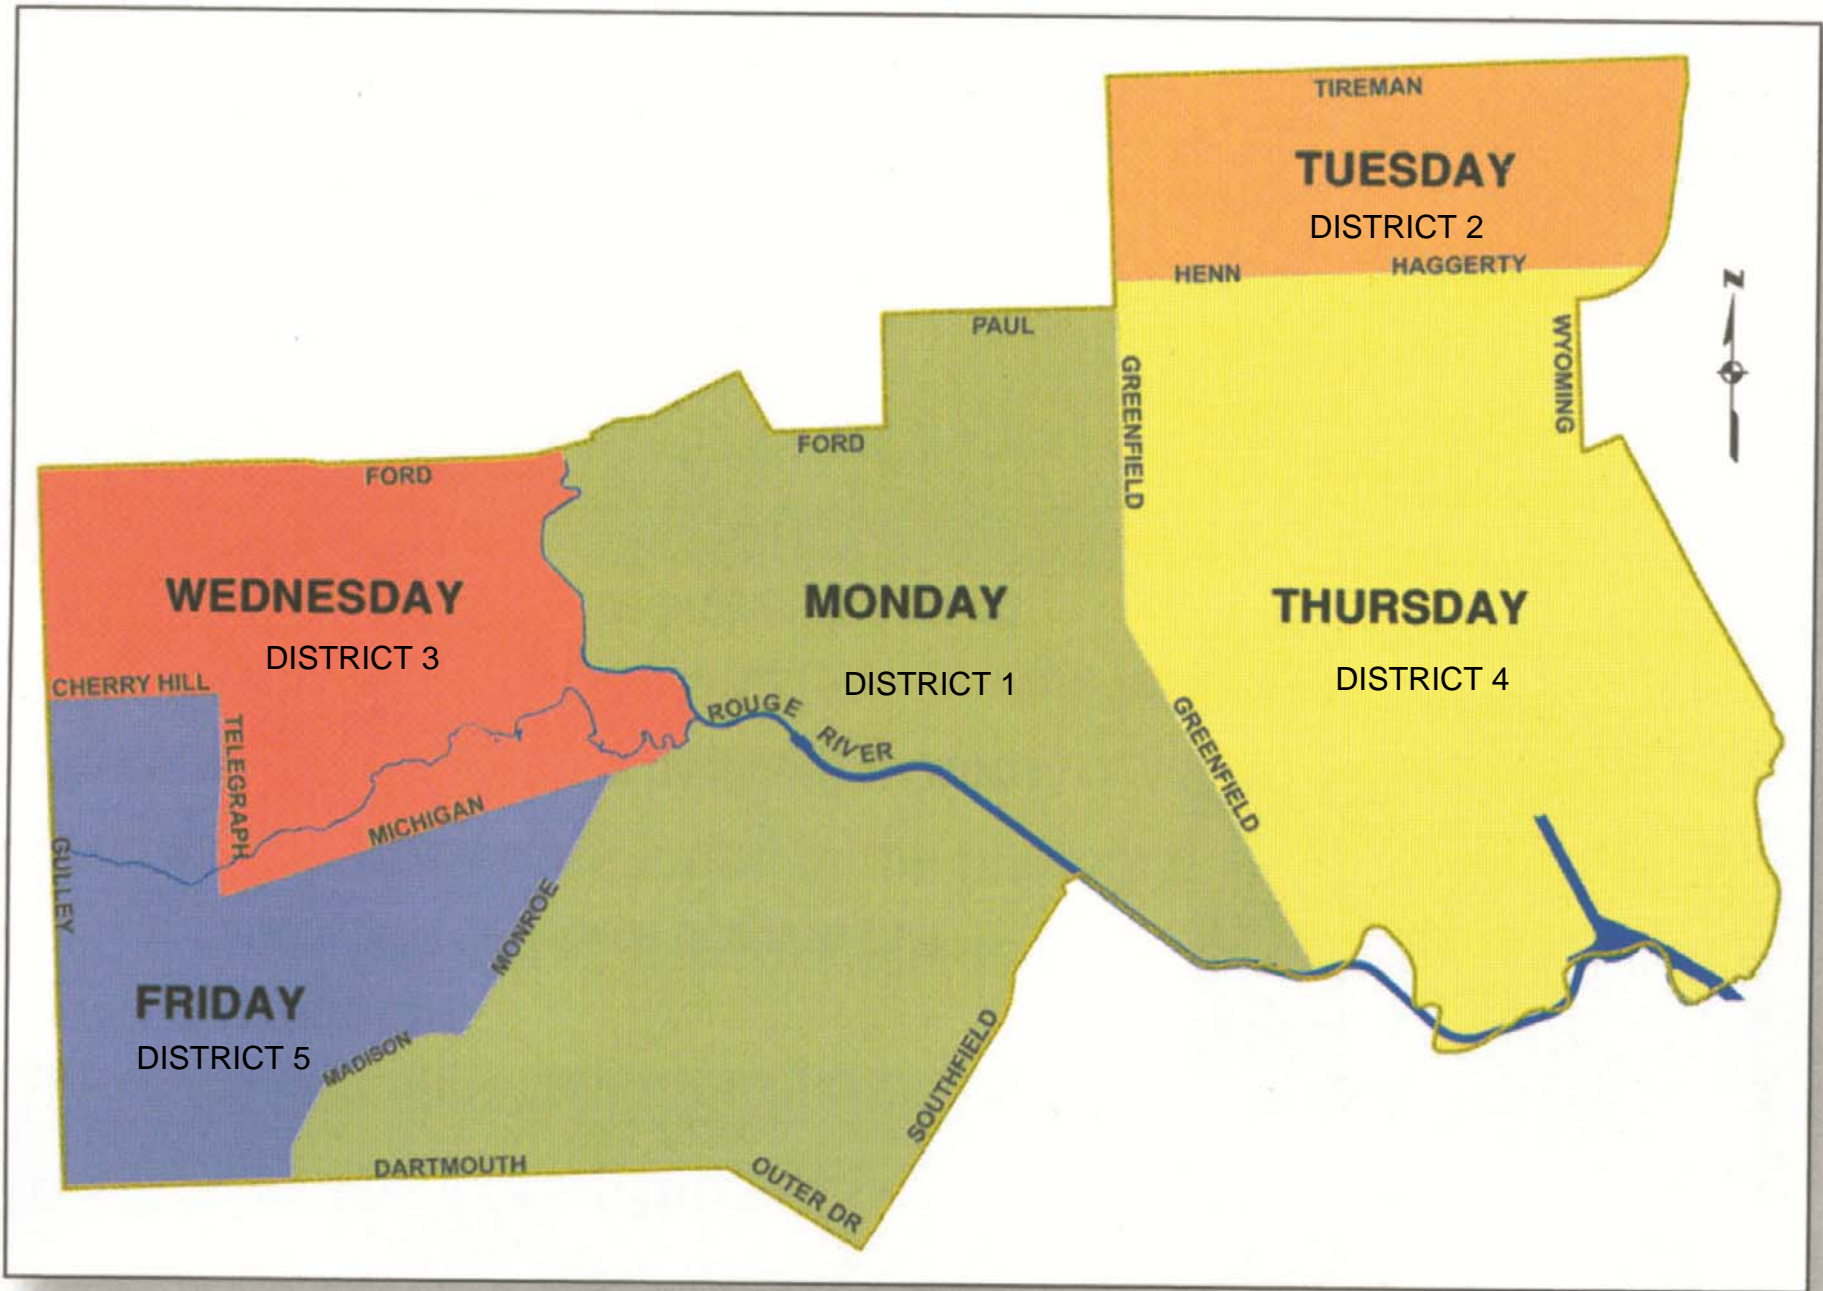 TIREMAN
TUESDAY
DISTRICT 2
HENN
HAGGERTY
N
PAUL
WYOMING
GREENFIELD
FORD
FORD
WEDNESDAY
DISTRICT 3
MONDAY
DISTRICT 1
THURSDAY
DISTRICT 4
CHERRY HILL
TELEGRAPH
ROUGE
RIVER
GREENFIELD
MICHIGAN
GULLEY
MONROE
FRIDAY
DISTRICT 5
MADISON
SOUTHFIELD
DARTMOUTH
OUTER DR